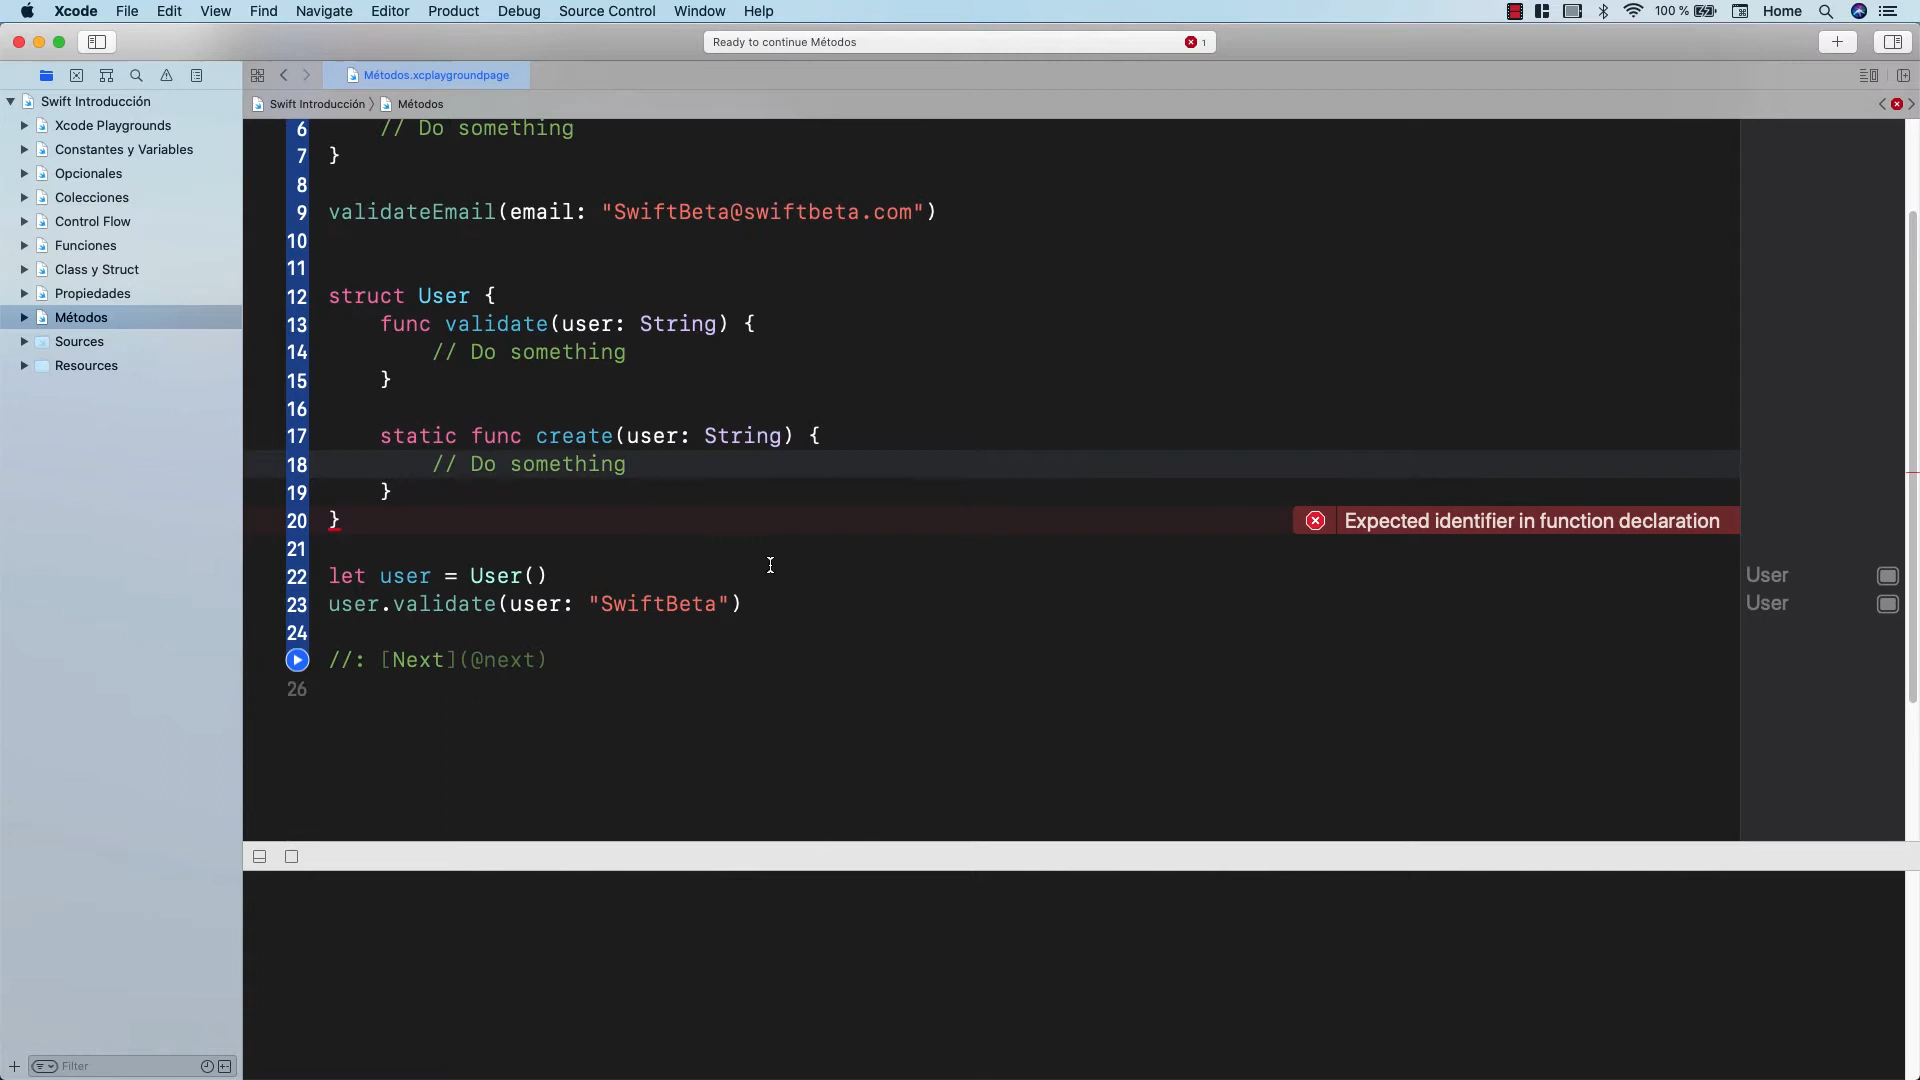 Xcode File Edit View Find Navigate Editor Product Debug Source Control Window Help 100 % Home
Ready to continue Métodos 1
Métodos.xcplaygroundpage
Swift Introducción Métodos
Swift Introducción
Xcode Playgrounds
Constantes y Variables
Opcionales
Colecciones
Control Flow
Funciones
Class y Struct
Propiedades
Métodos
Sources
Resources
6 // Do something
7 }
8
9 validateEmail(email: "SwiftBeta@swiftbeta.com")
10
11
12 struct User {
13 func validate(user: String) {
14 // Do something
15 }
16
17 static func create(user: String) {
18 // Do something
19 }
20 } Expected identifier in function declaration
21
22 let user = User() User
23 user.validate(user: "SwiftBeta") User
24
//: [Next](@next)
26
Filter